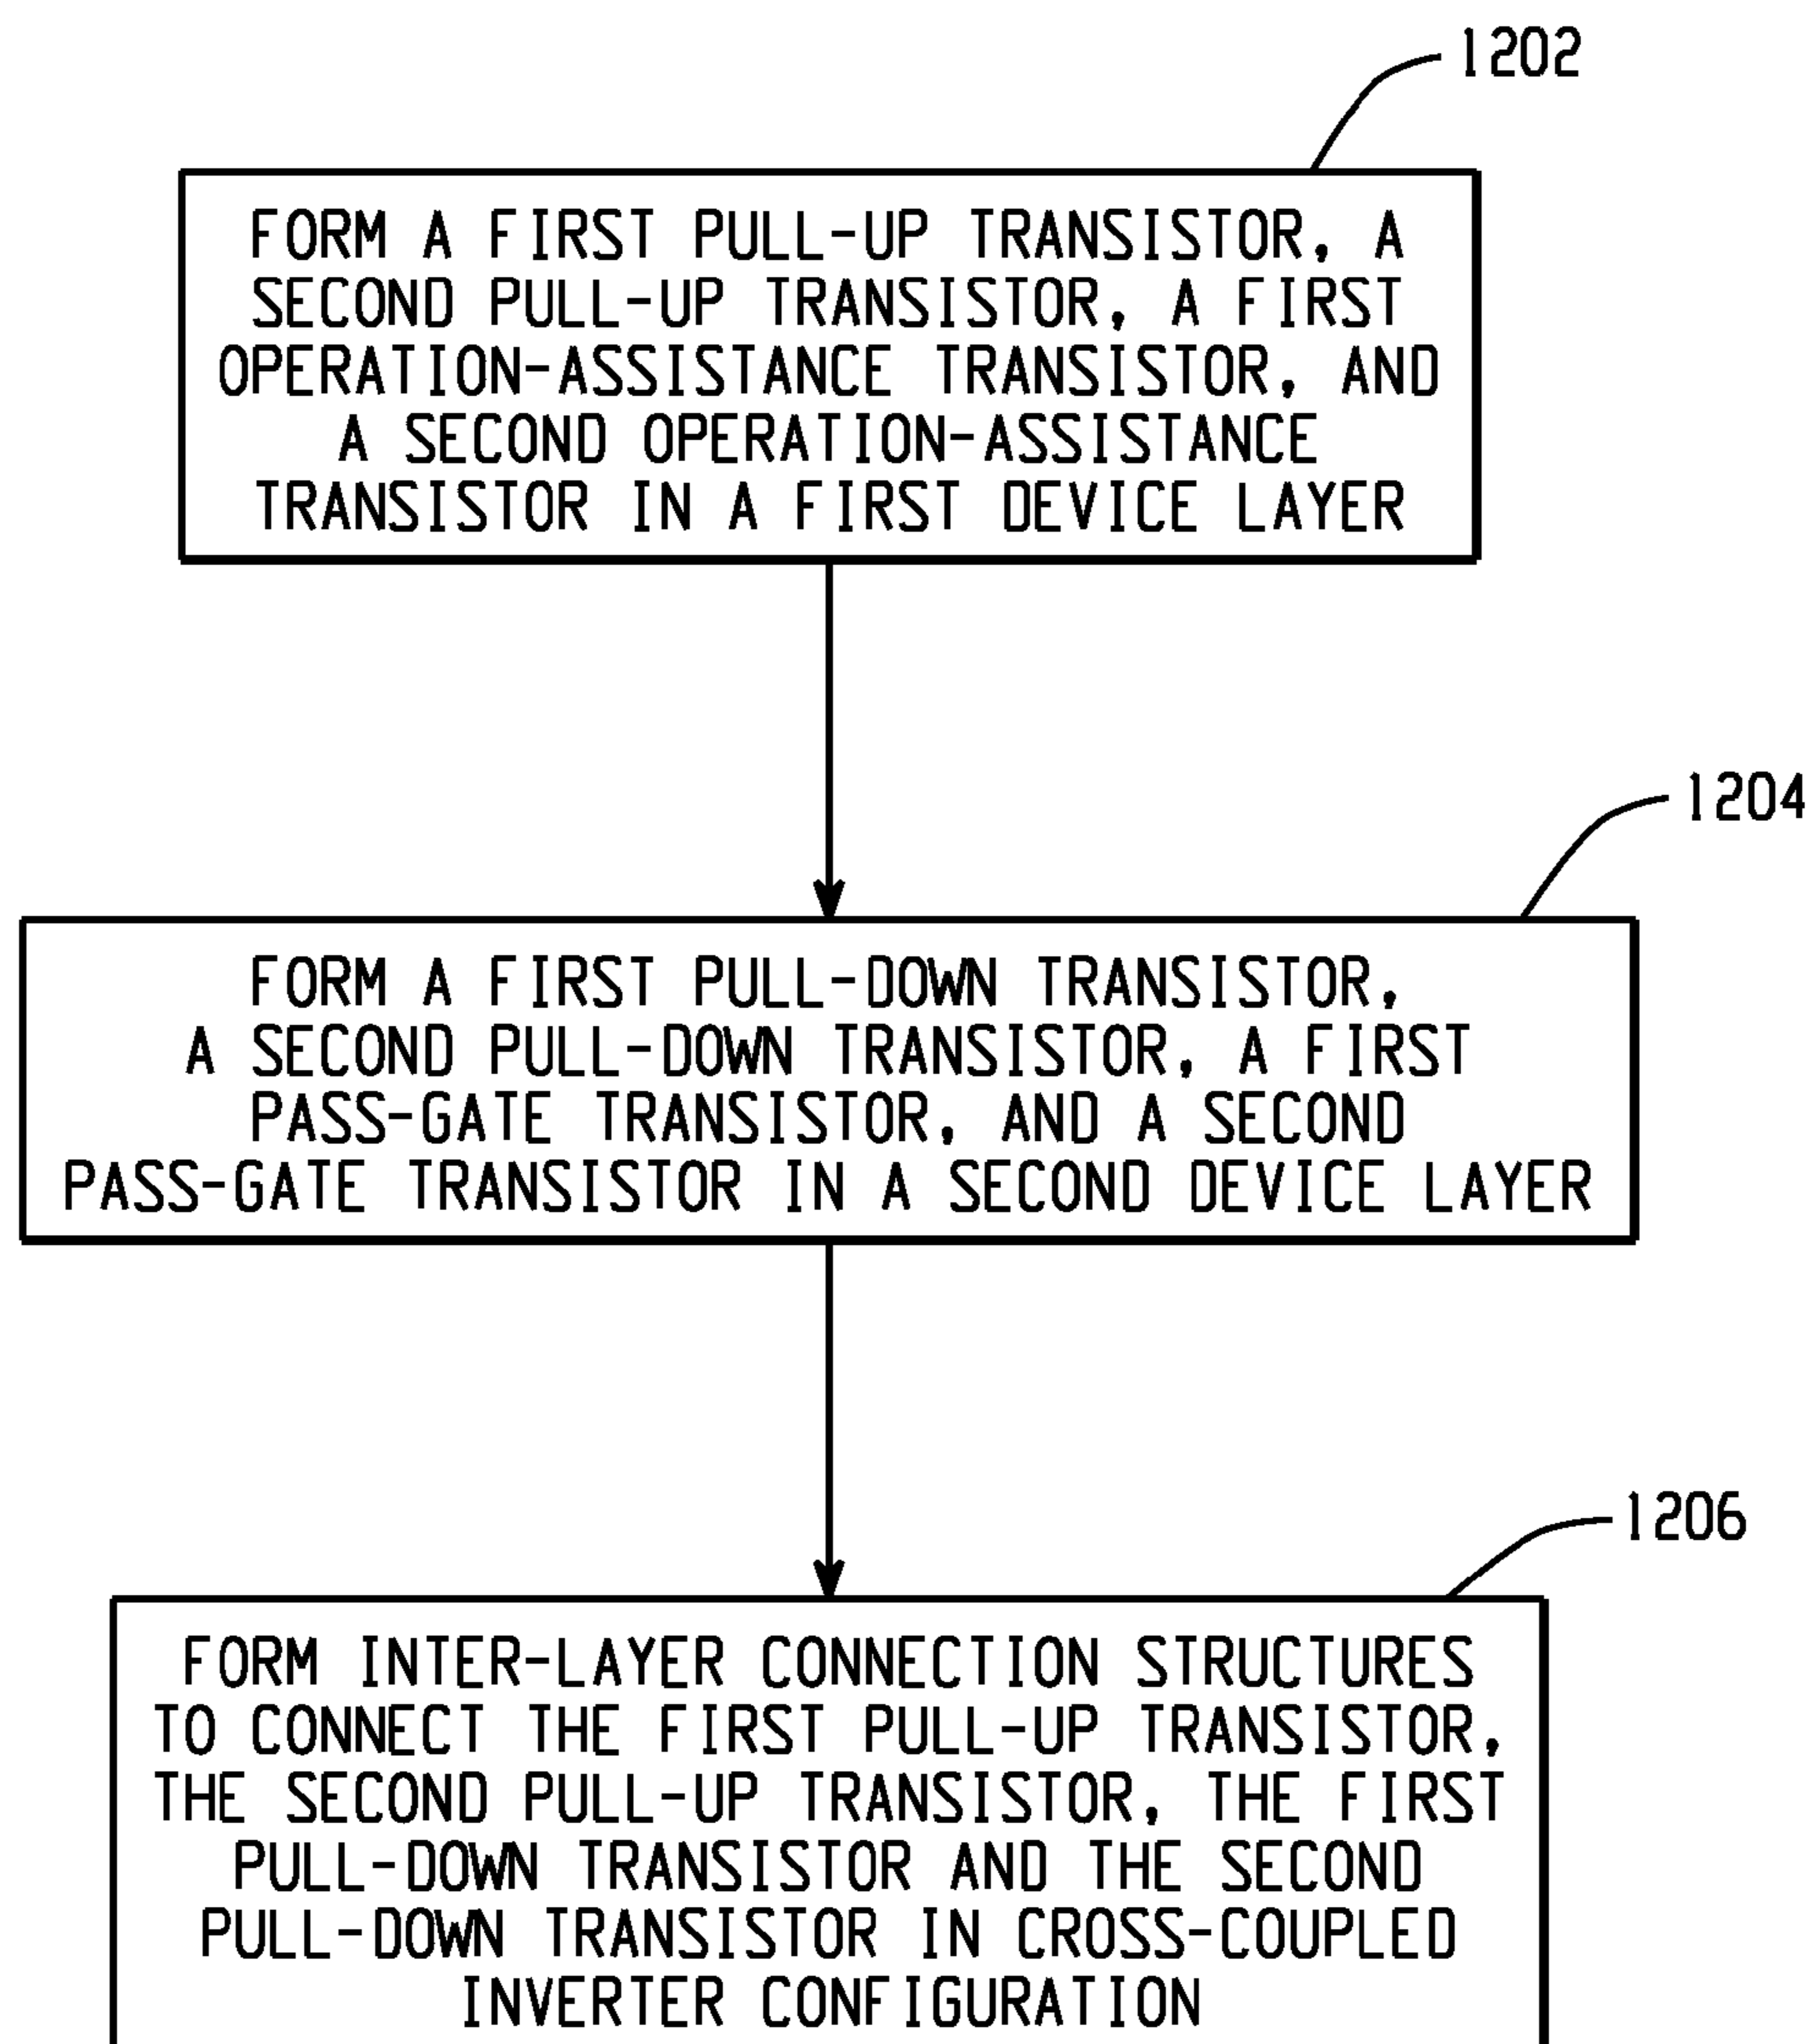 1202
FORM A FIRST PULL-UP TRANSISTOR, A
SECOND PULL-UP TRANSISTOR, A FIRST
OPERATION-ASSISTANCE TRANSISTOR, AND
A SECOND OPERATION-ASSISTANCE
TRANSISTOR IN A FIRST DEVICE LAYER
1204
FORM A FIRST PULL-DOWN TRANSISTOR,
A SECOND PULL-DOWN TRANSISTOR, A FIRST
PASS-GATE TRANSISTOR, AND A SECOND
PASS-GATE TRANSISTOR IN A SECOND DEVICE LAYER
1206
FORM INTER-LAYER CONNECTION STRUCTURES
TO CONNECT THE FIRST PULL-UP TRANSISTOR,
THE SECOND PULL-UP TRANSISTOR, THE FIRST
PULL-DOWN TRANSISTOR AND THE SECOND
PULL-DOWN TRANSISTOR IN CROSS-COUPLED
INVERTER CONFIGURATION